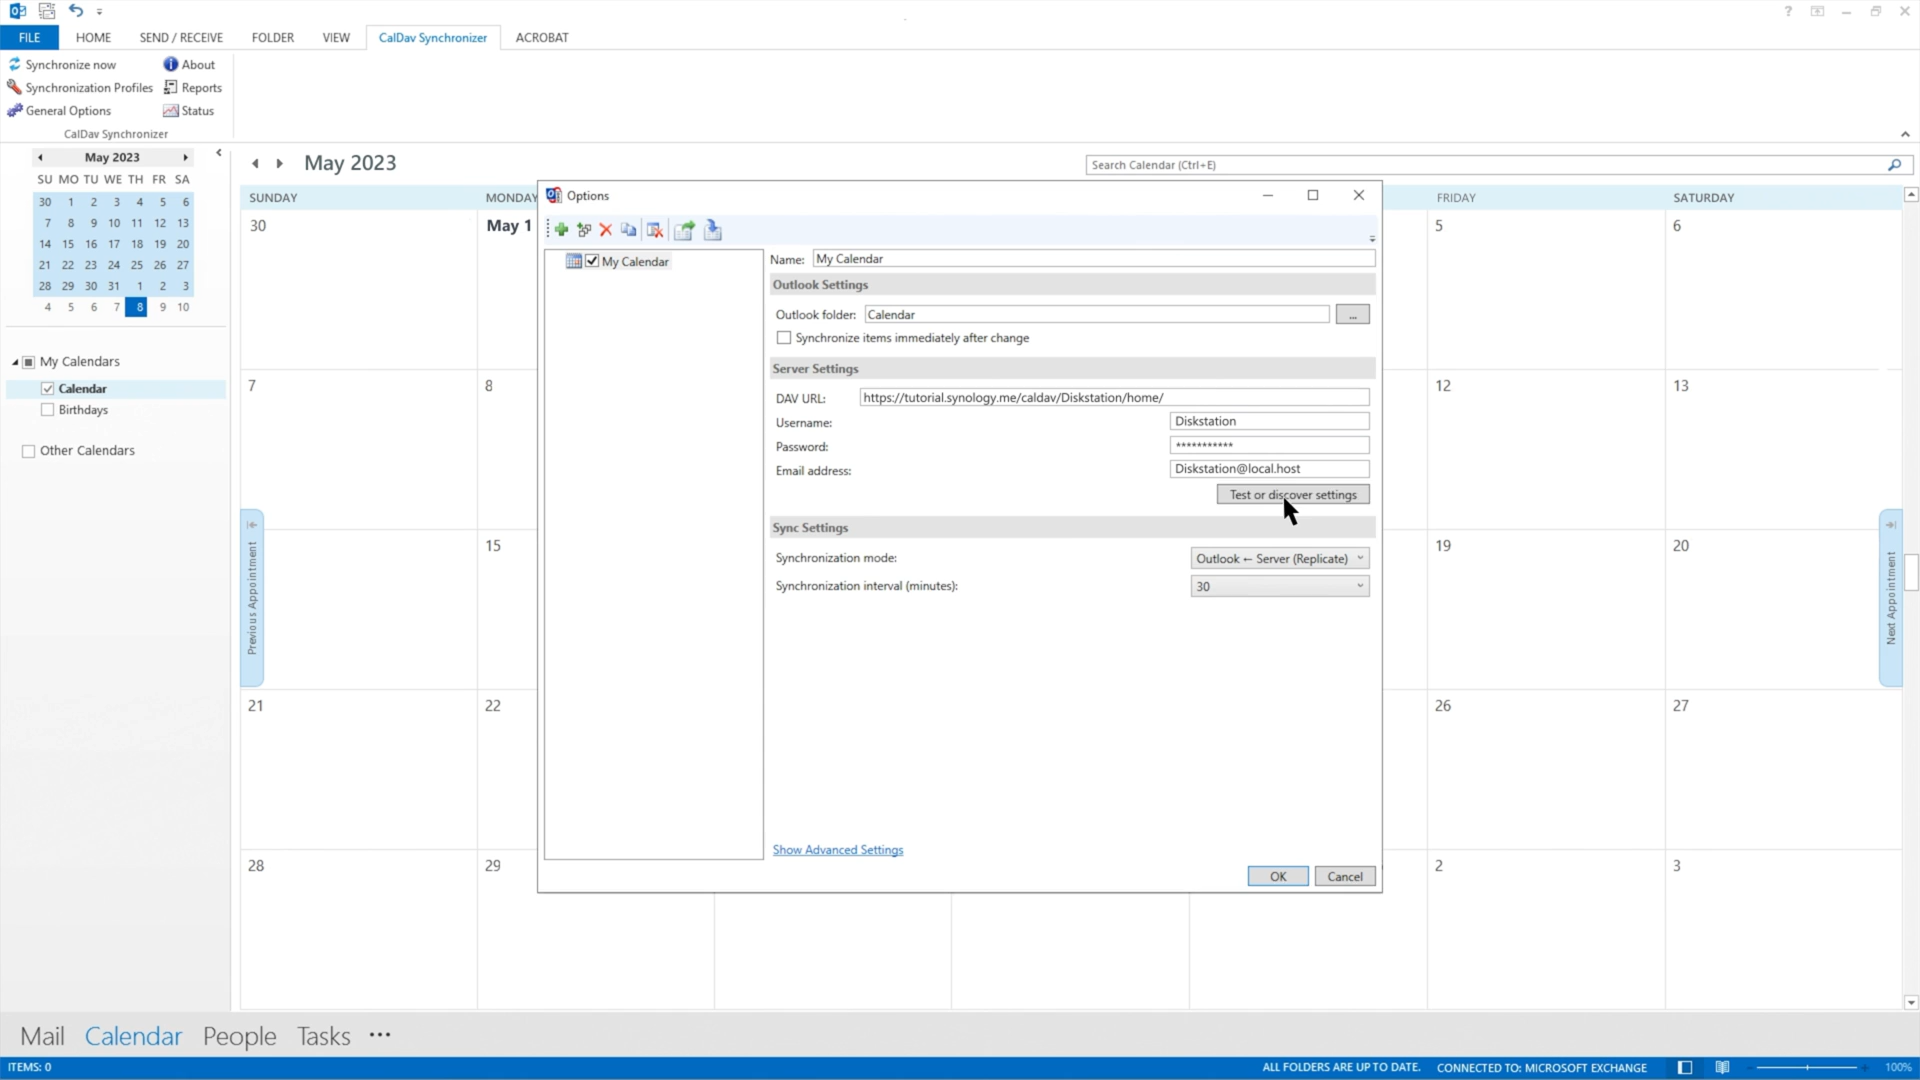 ?
FILE HOME SEND / RECEIVE FOLDER VIEW CalDav Synchronizer ACROBAT
Synchronize now About
Synchronization Profiles Reports
General Options Status
CalDav Synchronizer
May 2023
SU MO TU WE TH FR SA
30 1 2 3 4 5 6
7 8 9 10 11 12 13
14 15 16 17 18 19 20
21 22 23 24 25 26 27
28 29 30 31 1 2 3
4 5 6 7 8 9 10
My Calendars
Calendar
Birthdays
Other Calendars
May 2023
Search Calendar (Ctrl+E)
SUNDAY MONDAY FRIDAY SATURDAY
30 May 1 5 6
7 8 12 13
15 19 20
21 22 26 27
28 29 2 3
Previous Appointment
Next Appointment
Options
My Calendar
Name: My Calendar
Outlook Settings
Outlook folder: Calendar ...
Synchronize items immediately after change
Server Settings
DAV URL: https://tutorial.synology.me/caldav/Diskstation/home/
Username: Diskstation
Password: ***********
Email address: Diskstation@local.host
Test or discover settings
Sync Settings
Synchronization mode: Outlook ← Server (Replicate)
Synchronization interval (minutes): 30
Show Advanced Settings
OK Cancel
Mail Calendar People Tasks •••
ITEMS: 0 ALL FOLDERS ARE UP TO DATE. CONNECTED TO: MICROSOFT EXCHANGE 100%